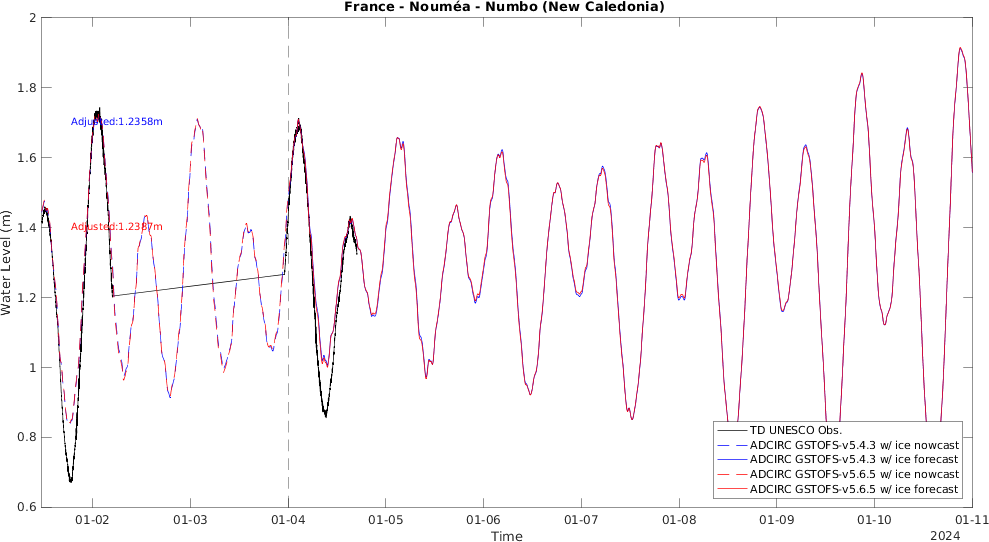 France - Nouméa - Numbo (New Caledonia)
2
1.8
1.6
1.4
1.2
1
0.8
0.6
Water Level (m)
Adjusted:1.2358m
Adjusted:1.2387m
TD UNESCO Obs.
ADCIRC GSTOFS-v5.4.3 w/ ice nowcast
ADCIRC GSTOFS-v5.4.3 w/ ice forecast
ADCIRC GSTOFS-v5.6.5 w/ ice nowcast
ADCIRC GSTOFS-v5.6.5 w/ ice forecast
01-02 01-03 01-04 01-05 01-06 01-07 01-08 01-09 01-10 01-11
Time
2024